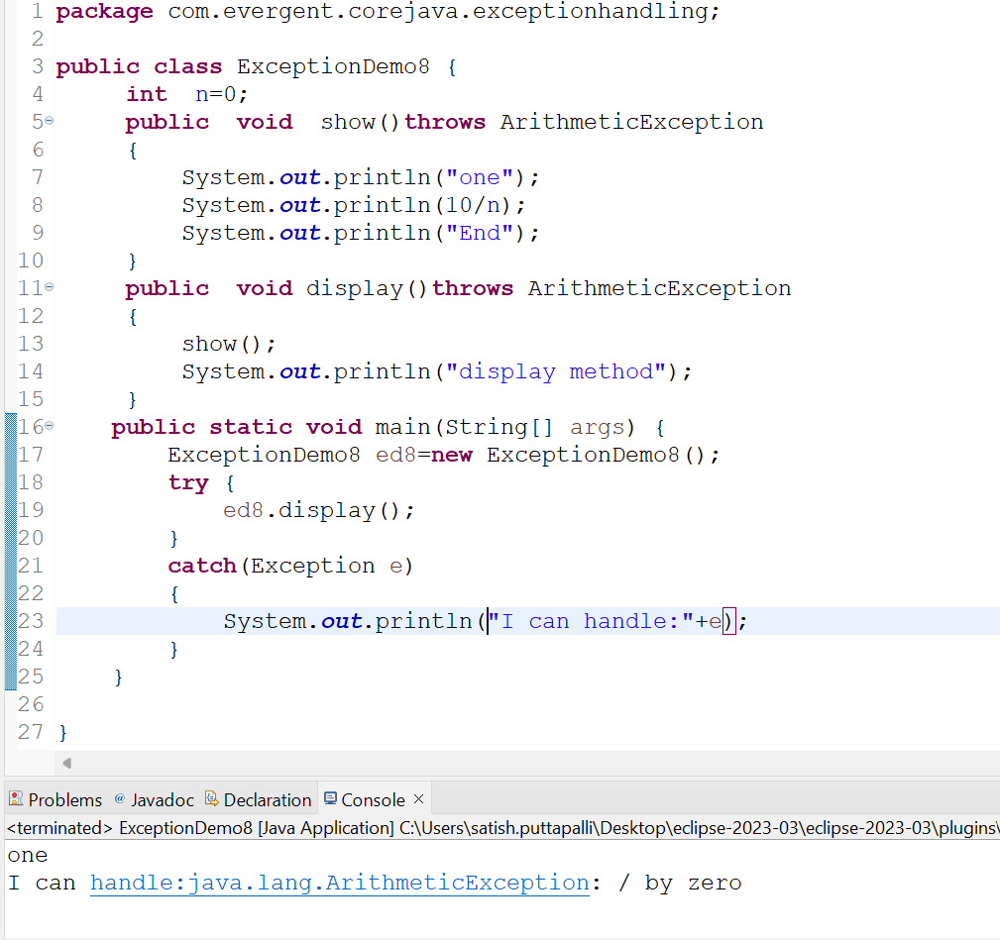 1 package com.evergent.corejava.exceptionhandling;
2
3 public class ExceptionDemo8 {
4 int  n=0;
5 public  void  show()throws ArithmeticException
6 {
7 System.out.println("one");
8 System.out.println(10/n);
9 System.out.println("End");
10 }
11 public  void display()throws ArithmeticException
12 {
13 show();
14 System.out.println("display method");
15 }
16 public static void main(String[] args) {
17 ExceptionDemo8 ed8=new ExceptionDemo8();
18 try {
19 ed8.display();
20 }
21 catch(Exception e)
22 {
23 System.out.println("I can handle:"+e);
24 }
25 }
26
27 }
Problems @ Javadoc Declaration Console
<terminated> ExceptionDemo8 [Java Application] C:\Users\satish.puttapalli\Desktop\eclipse-2023-03\eclipse-2023-03\plugins\
one
I can handle:java.lang.ArithmeticException: / by zero